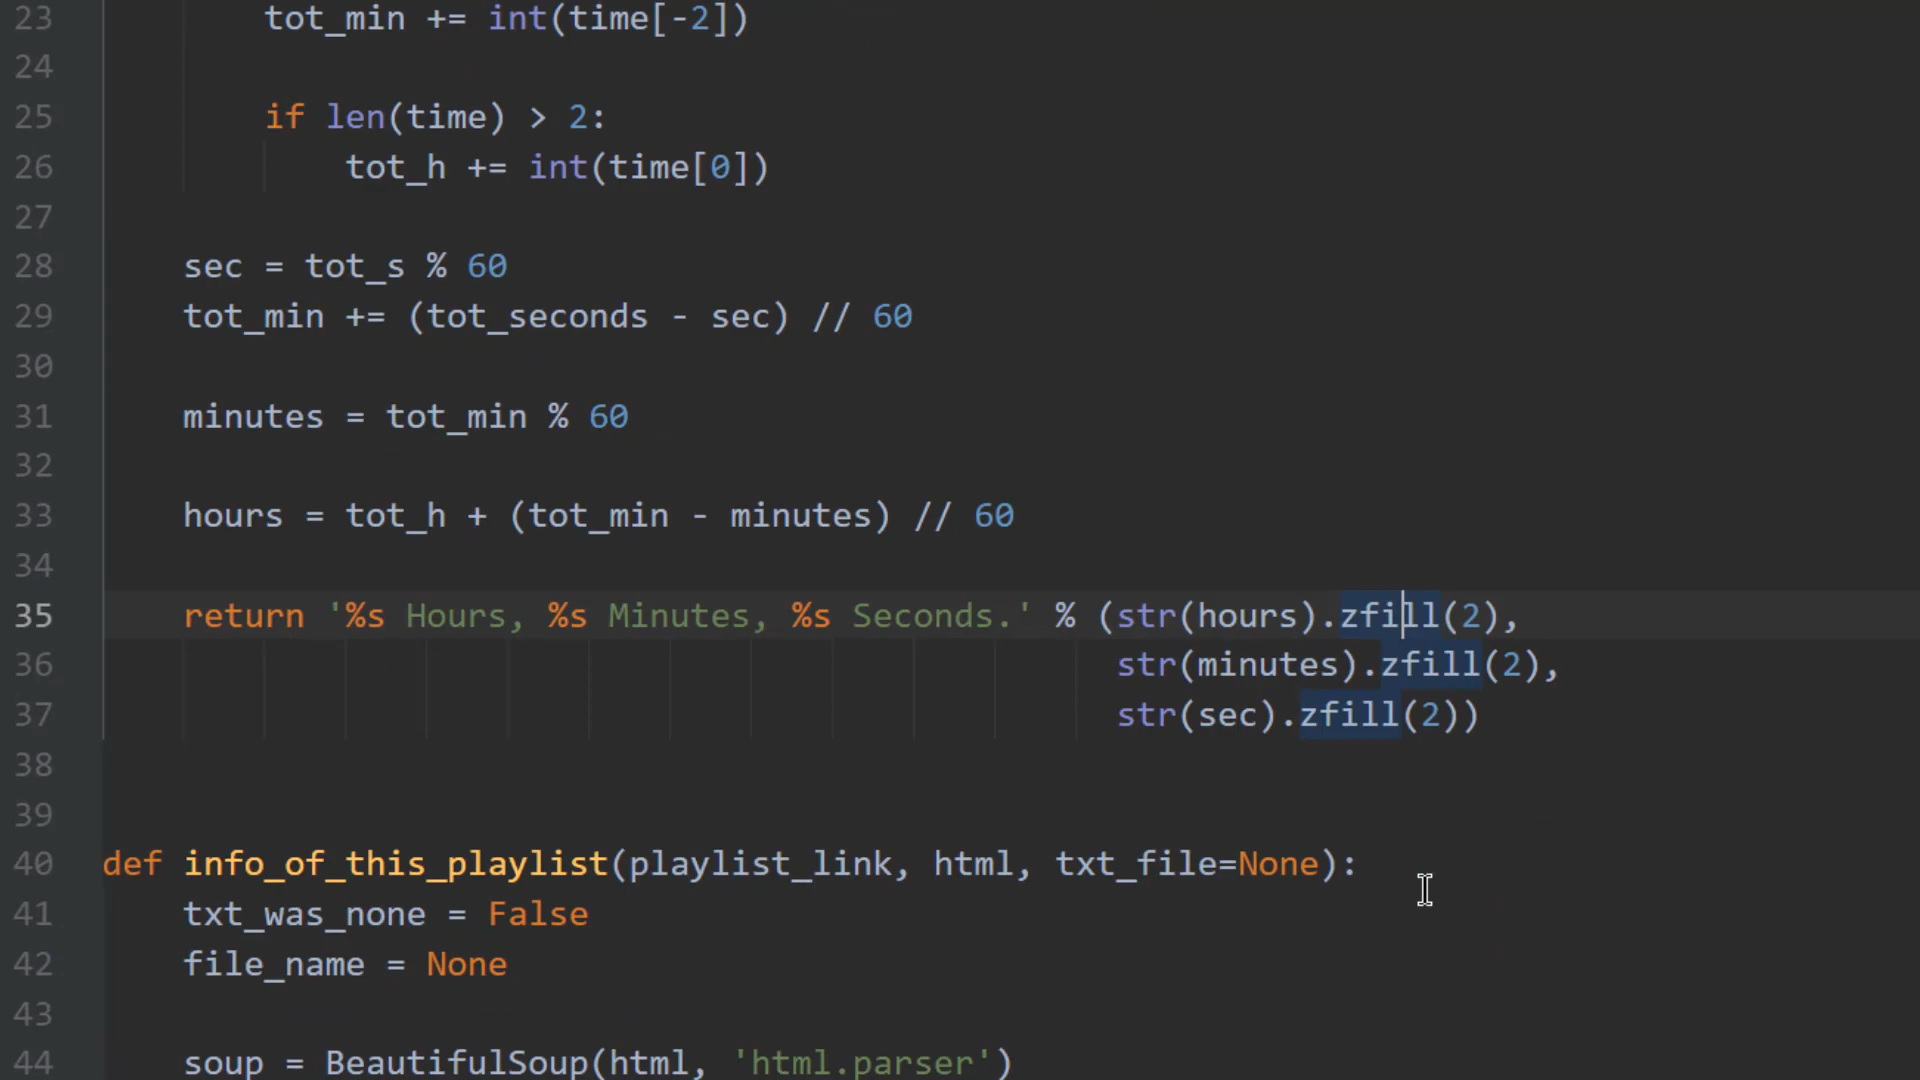 23 tot_min += int(time[-2])
24
25 if len(time) > 2:
26 tot_h += int(time[0])
27
28 sec = tot_s % 60
29 tot_min += (tot_seconds - sec) // 60
30
31 minutes = tot_min % 60
32
33 hours = tot_h + (tot_min - minutes) // 60
34
35 return '%s Hours, %s Minutes, %s Seconds.' % (str(hours).zfill(2),
36 str(minutes).zfill(2),
37 str(sec).zfill(2))
38
39
40 def info_of_this_playlist(playlist_link, html, txt_file=None):
41 txt_was_none = False
42 file_name = None
43
44 soup = BeautifulSoup(html, 'html.parser')